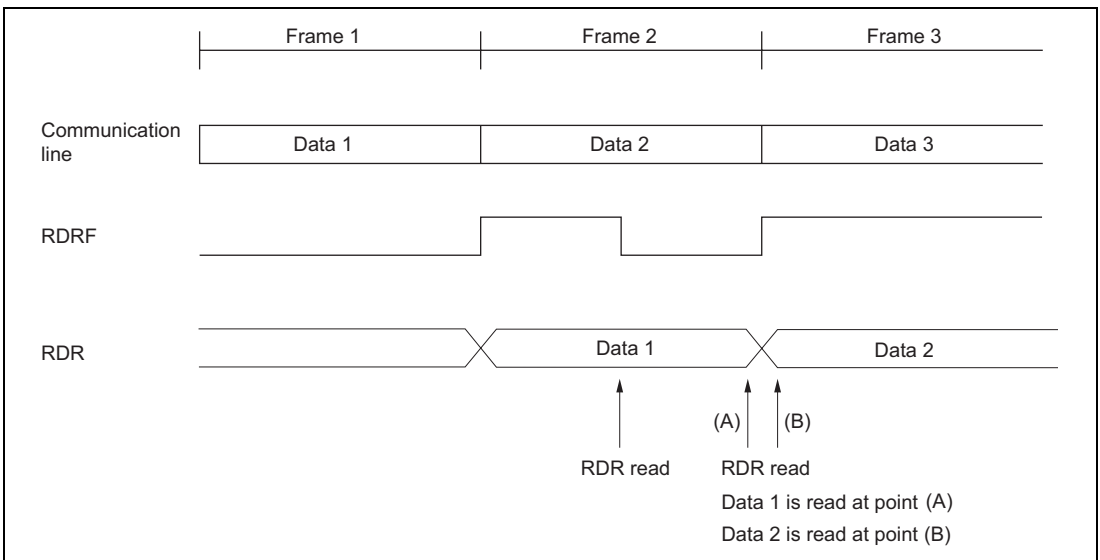 Frame 1 Frame 2 Frame 3
Communication
line
Data 1 Data 2 Data 3
RDRF
RDR
Data 1 Data 2
(A) (B)
RDR read RDR read
Data 1 is read at point (A)
Data 2 is read at point (B)